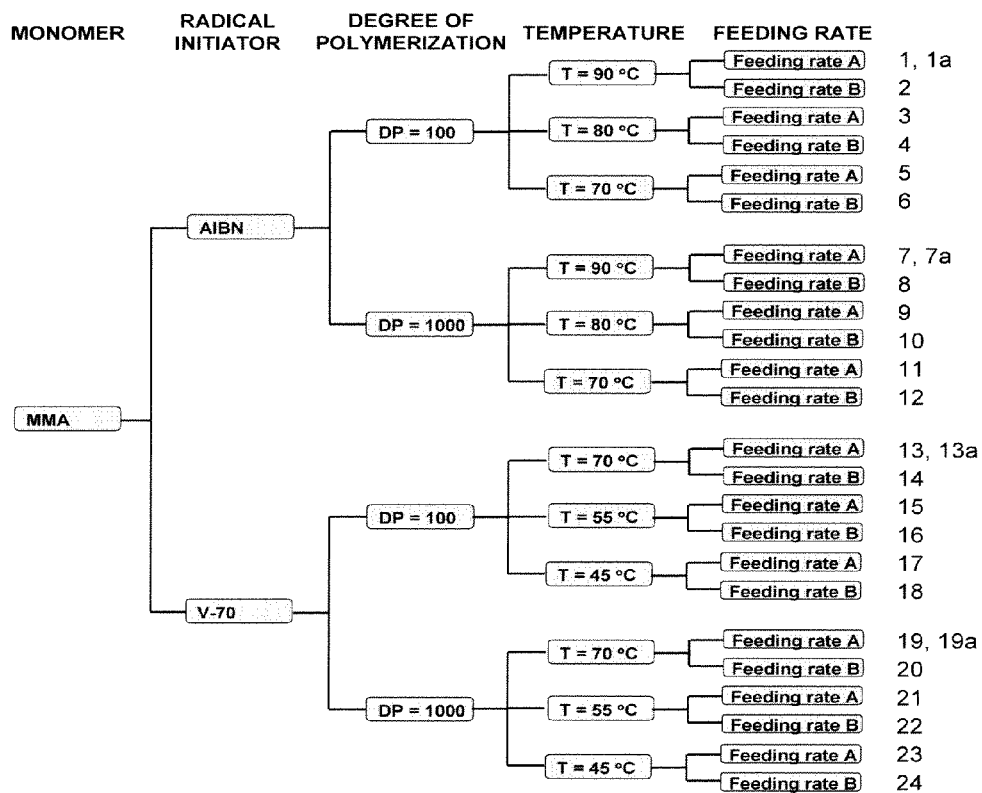 MONOMER RADICAL INITIATOR DEGREE OF POLYMERIZATION TEMPERATURE FEEDING RATE
T = 90 °C Feeding rate A 1, 1a
Feeding rate B 2
DP = 100 T = 80 °C Feeding rate A 3
Feeding rate B 4
T = 70 °C Feeding rate A 5
Feeding rate B 6
AIBN
T = 90 °C Feeding rate A 7, 7a
Feeding rate B 8
DP = 1000 T = 80 °C Feeding rate A 9
Feeding rate B 10
T = 70 °C Feeding rate A 11
Feeding rate B 12
MMA
T = 70 °C Feeding rate A 13, 13a
Feeding rate B 14
DP = 100 T = 55 °C Feeding rate A 15
Feeding rate B 16
T = 45 °C Feeding rate A 17
Feeding rate B 18
V-70
T = 70 °C Feeding rate A 19, 19a
Feeding rate B 20
DP = 1000 T = 55 °C Feeding rate A 21
Feeding rate B 22
T = 45 °C Feeding rate A 23
Feeding rate B 24